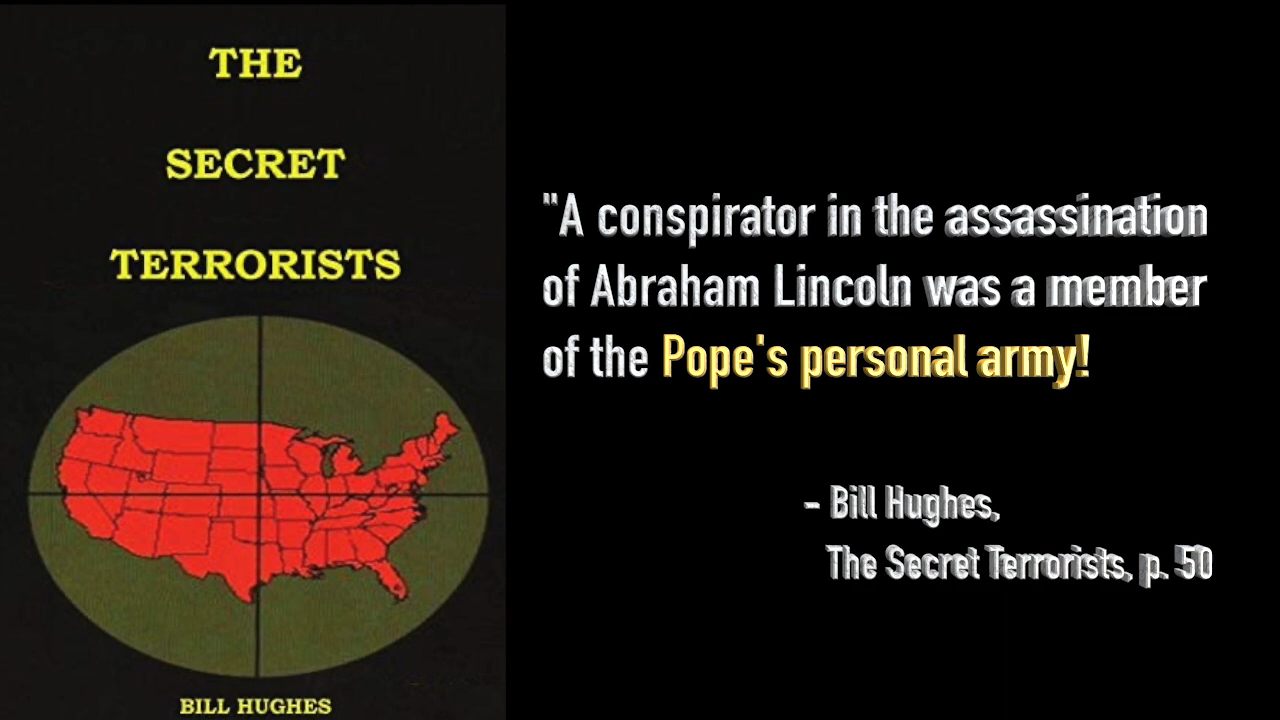 THE
SECRET
TERRORISTS
BILL HUGHES
"A conspirator in the assassination
of Abraham Lincoln was a member
of the Pope's personal army!
- Bill Hughes,
The Secret Terrorists, p. 50